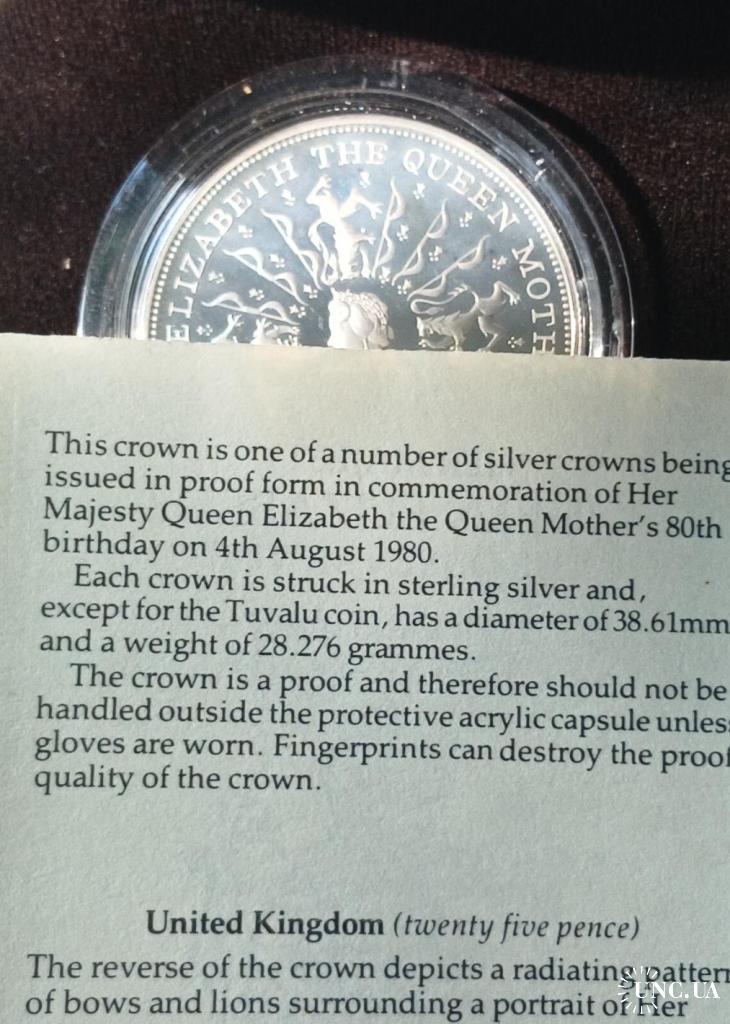 ELIZABETH THE QUEEN MOTH
This crown is one of a number of silver crowns being
issued in proof form in commemoration of Her
Majesty Queen Elizabeth the Queen Mother's 80th
birthday on 4th August 1980.
Each crown is struck in sterling silver and,
except for the Tuvalu coin, has a diameter of 38.61mm
and a weight of 28.276 grammes.
The crown is a proof and therefore should not be
handled outside the protective acrylic capsule unles
gloves are worn. Fingerprints can destroy the proof
quality of the crown.
United Kingdom (twenty five pence)
The reverse of the crown depicts a radiating pattern
of bows and lions surrounding a portrait of Her
UNC.UA